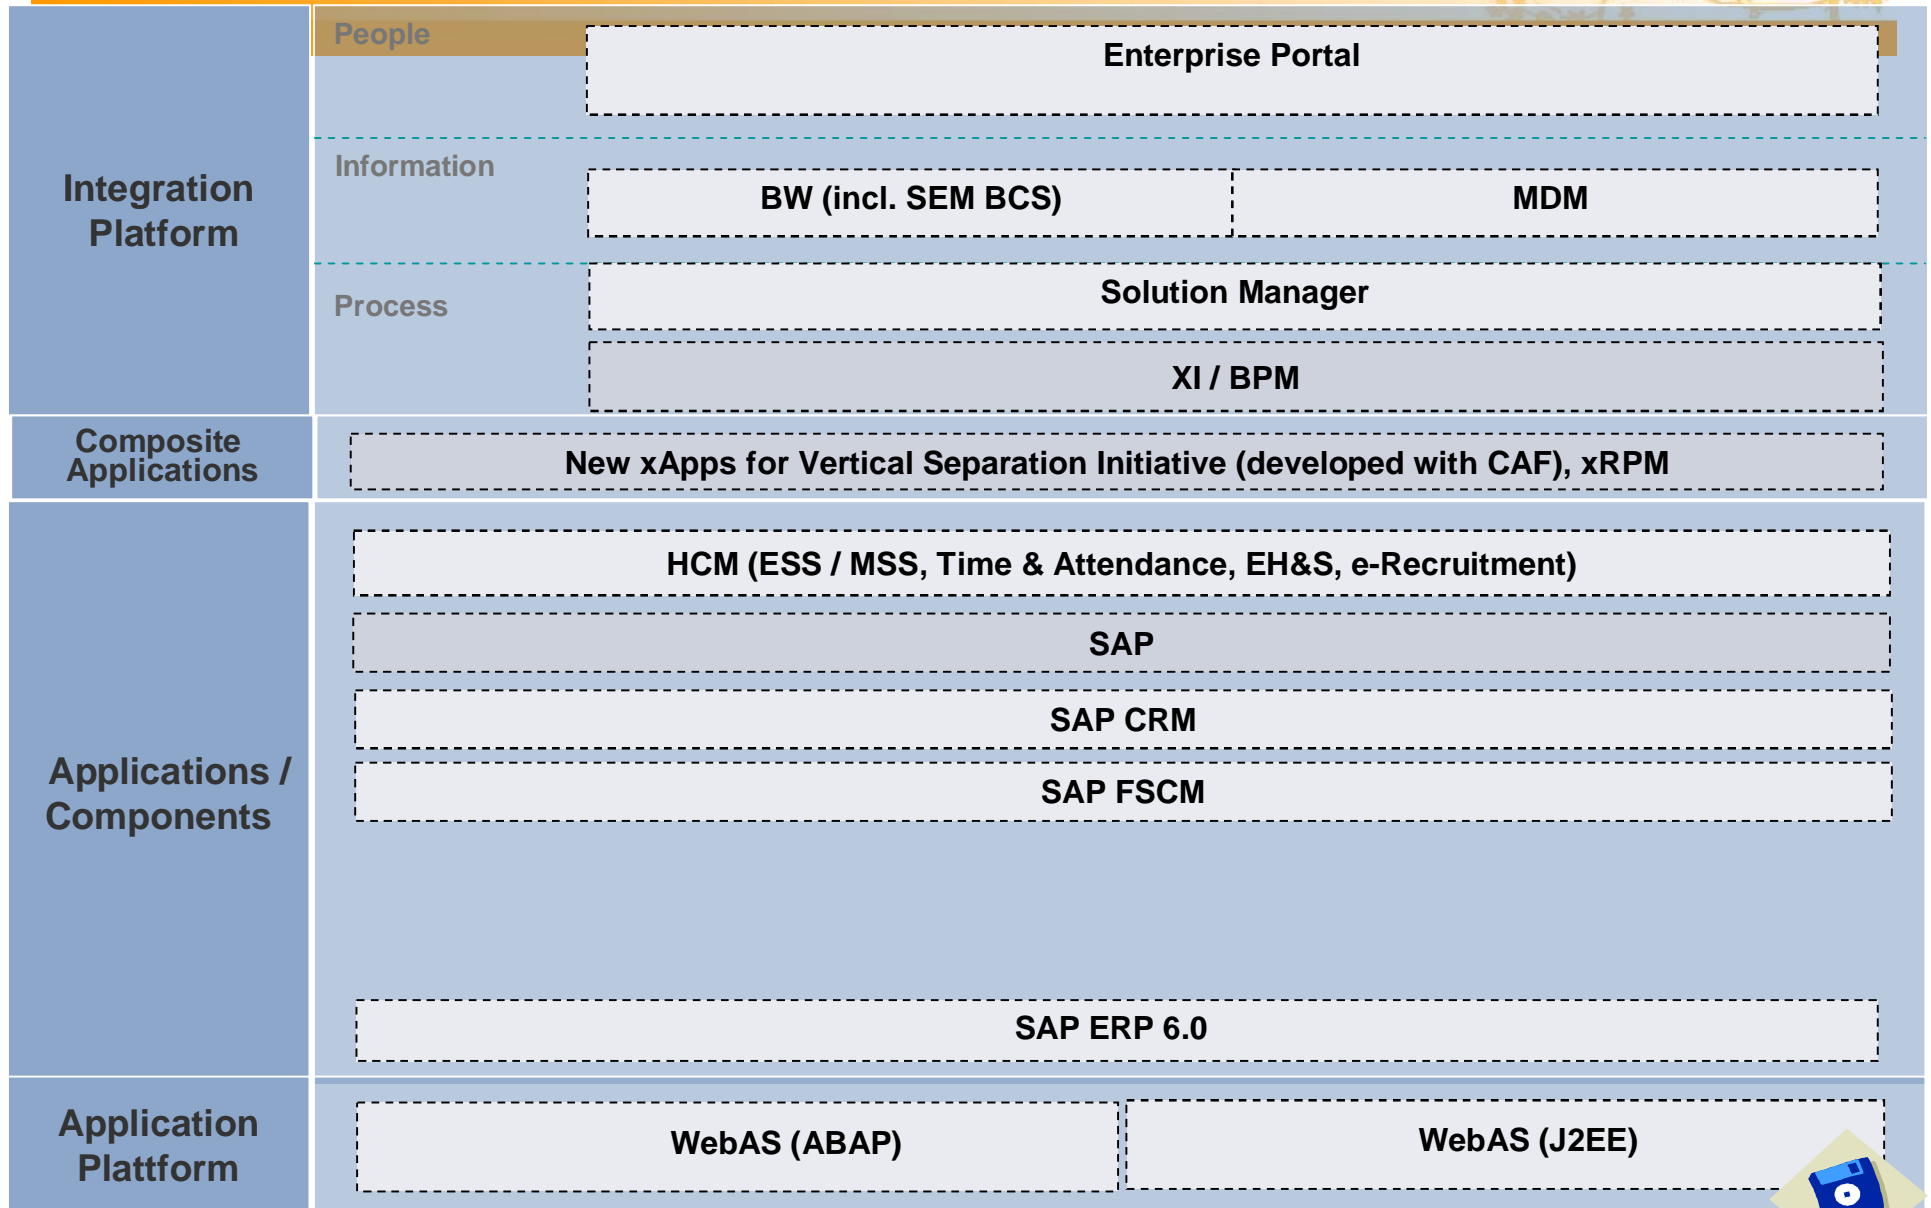 People
Enterprise Portal
Integration
Platform
Information
BW (incl. SEM BCS)
MDM
Process
Solution Manager
XI / BPM
Composite
Applications
New xApps for Vertical Separation Initiative (developed with CAF), xRPM
Applications /
Components
HCM (ESS / MSS, Time & Attendance, EH&S, e-Recruitment)
SAP
SAP CRM
SAP FSCM
SAP ERP 6.0
Application
Plattform
WebAS (ABAP)
WebAS (J2EE)